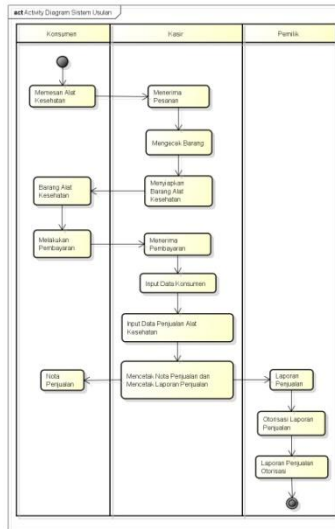 act Activity Diagram Sistem Usulan
Konsumen
Kasir
Pemilik
Memesan Alat
Kesehatan
Menerima
Pesanan
Mengecek Barang
Barang Alat
Kesehatan
Menyiapkan
Barang Alat
Kesehatan
Melakukan
Pembayaran
Menerima
Pembayaran
Input Data Konsumen
Input Data Penjualan Alat
Kesehatan
Nota
Penjualan
Mencetak Nota Penjualan dan
Mencetak Laporan Penjualan
Laporan
Penjualan
Otorisasi Laporan
Penjualan
Laporan Penjualan
Otorisasi